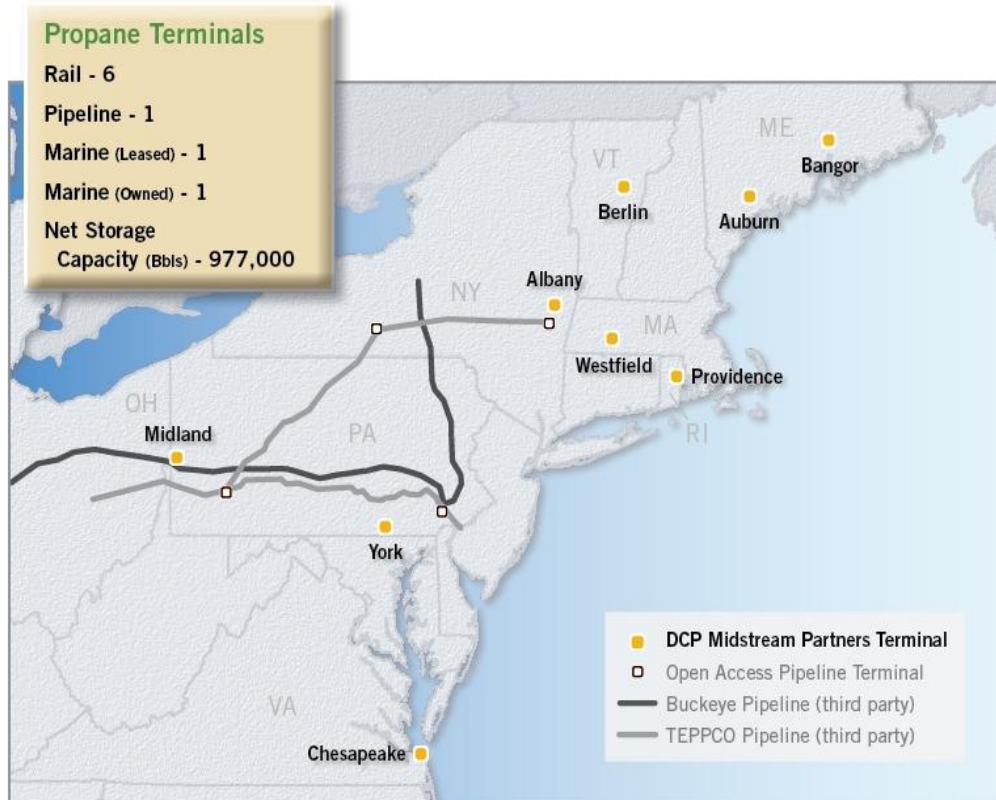 Propane Terminals
Rail - 6
Pipeline - 1
Marine (Leased) - 1
Marine (Owned) - 1
Net Storage
Capacity (Bbls) - 977,000
ME
Bangor
VT
Berlin
Auburn
Albany
NY
MA
Westfield
Providence
RI
OH
Midland
PA
York
VA
Chesapeake
DCP Midstream Partners Terminal
Open Access Pipeline Terminal
Buckeye Pipeline (third party)
TEPPCO Pipeline (third party)